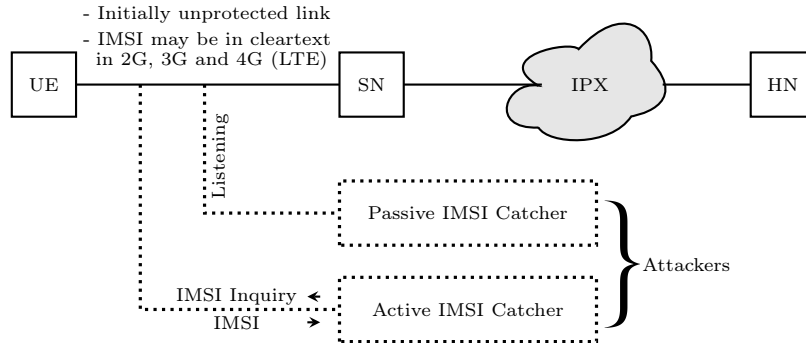 - Initially unprotected link
- IMSI may be in cleartext
in 2G, 3G and 4G (LTE)
UE
SN
IPX
HN
Listening
Passive IMSI Catcher
Attackers
IMSI Inquiry
Active IMSI Catcher
IMSI